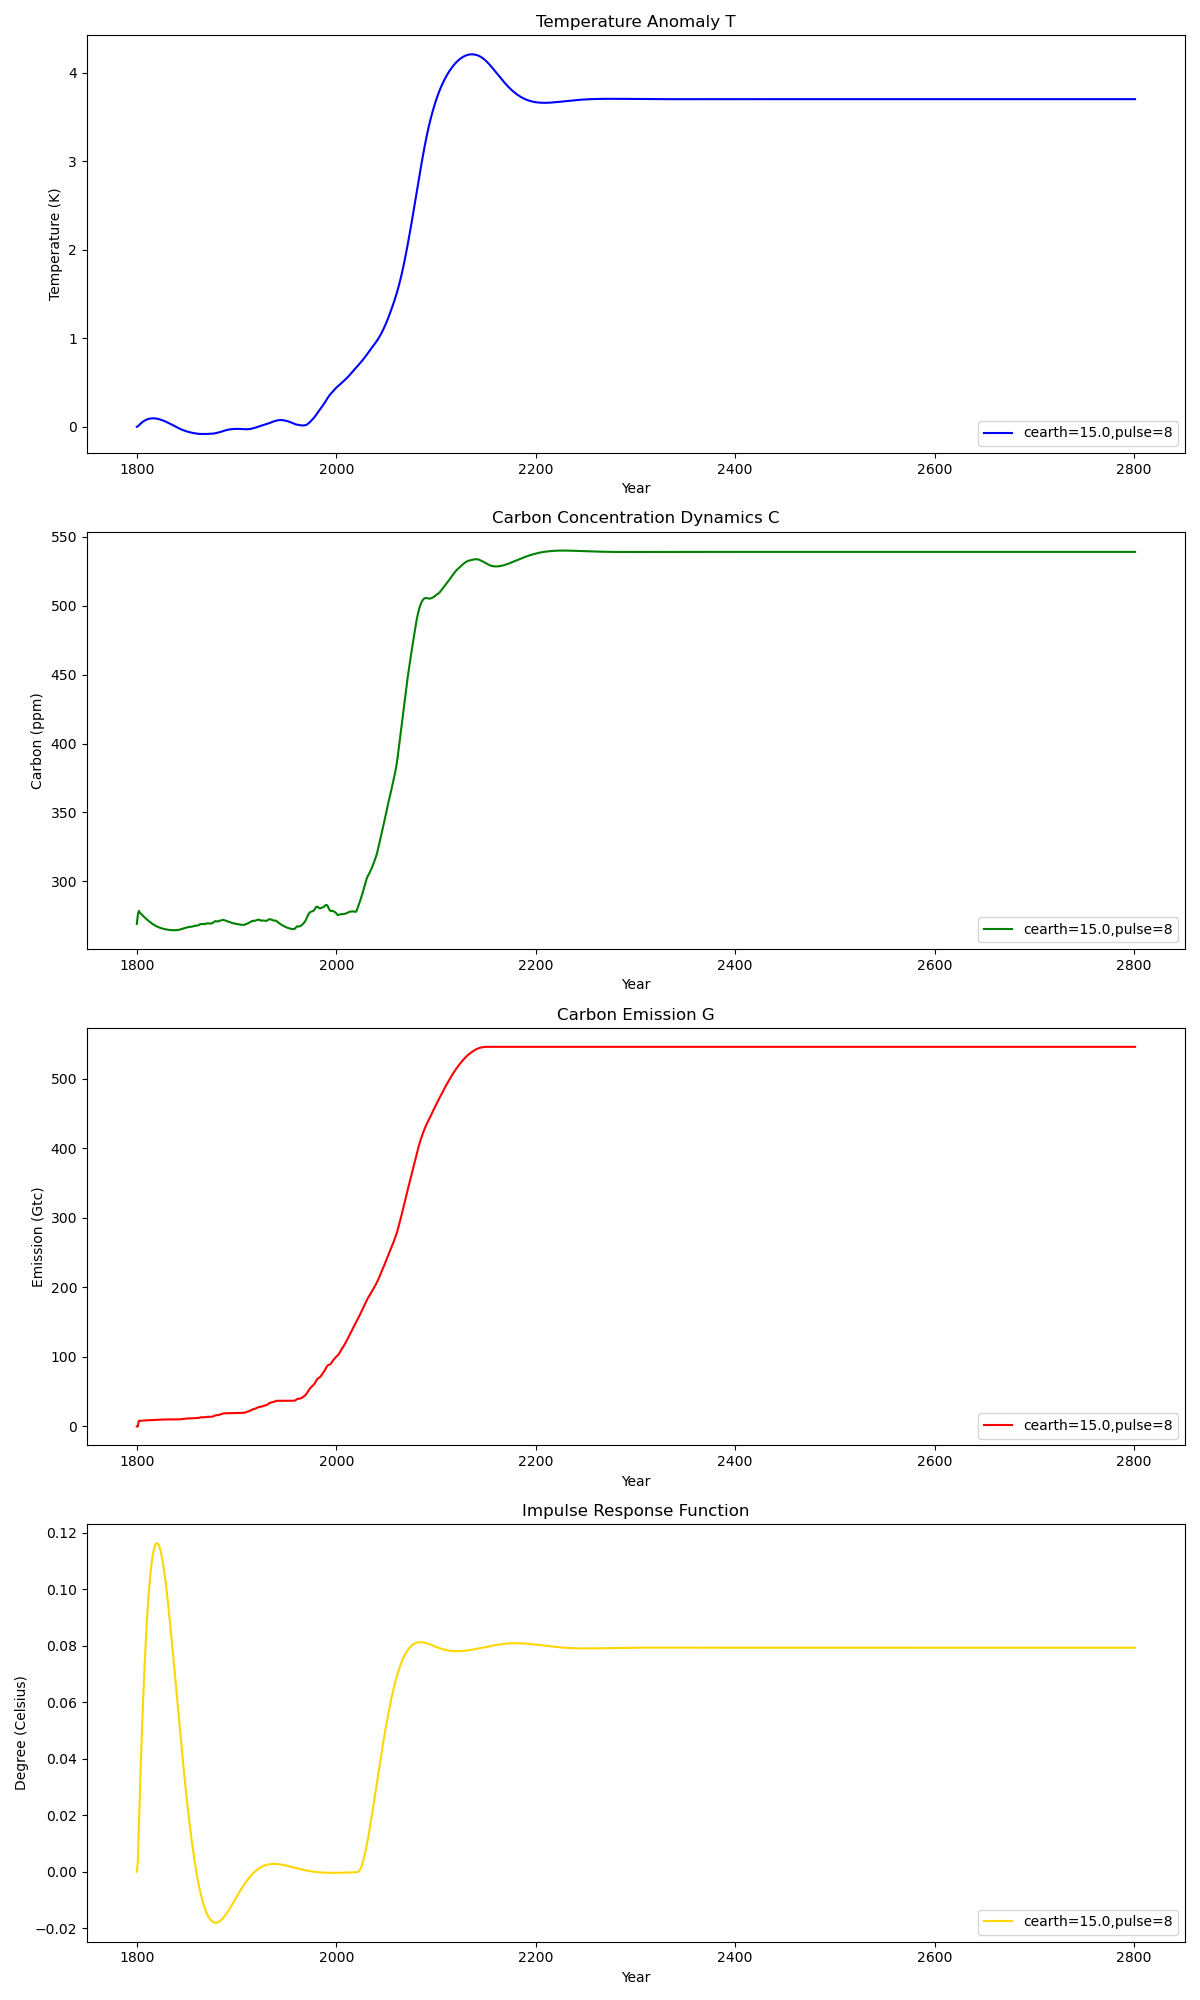 Temperature Anomaly T
4
3
2
1
0
Temperature (K)
cearth=15.0,pulse=8
1800 2000 2200 2400 2600 2800
Year
Carbon Concentration Dynamics C
550
500
450
400
350
300
Carbon (ppm)
cearth=15.0,pulse=8
1800 2000 2200 2400 2600 2800
Year
Carbon Emission G
500
400
300
200
100
0
Emission (Gtc)
cearth=15.0,pulse=8
1800 2000 2200 2400 2600 2800
Year
Impulse Response Function
0.12
0.10
0.08
0.06
0.04
0.02
0.00
−0.02
Degree (Celsius)
cearth=15.0,pulse=8
1800 2000 2200 2400 2600 2800
Year